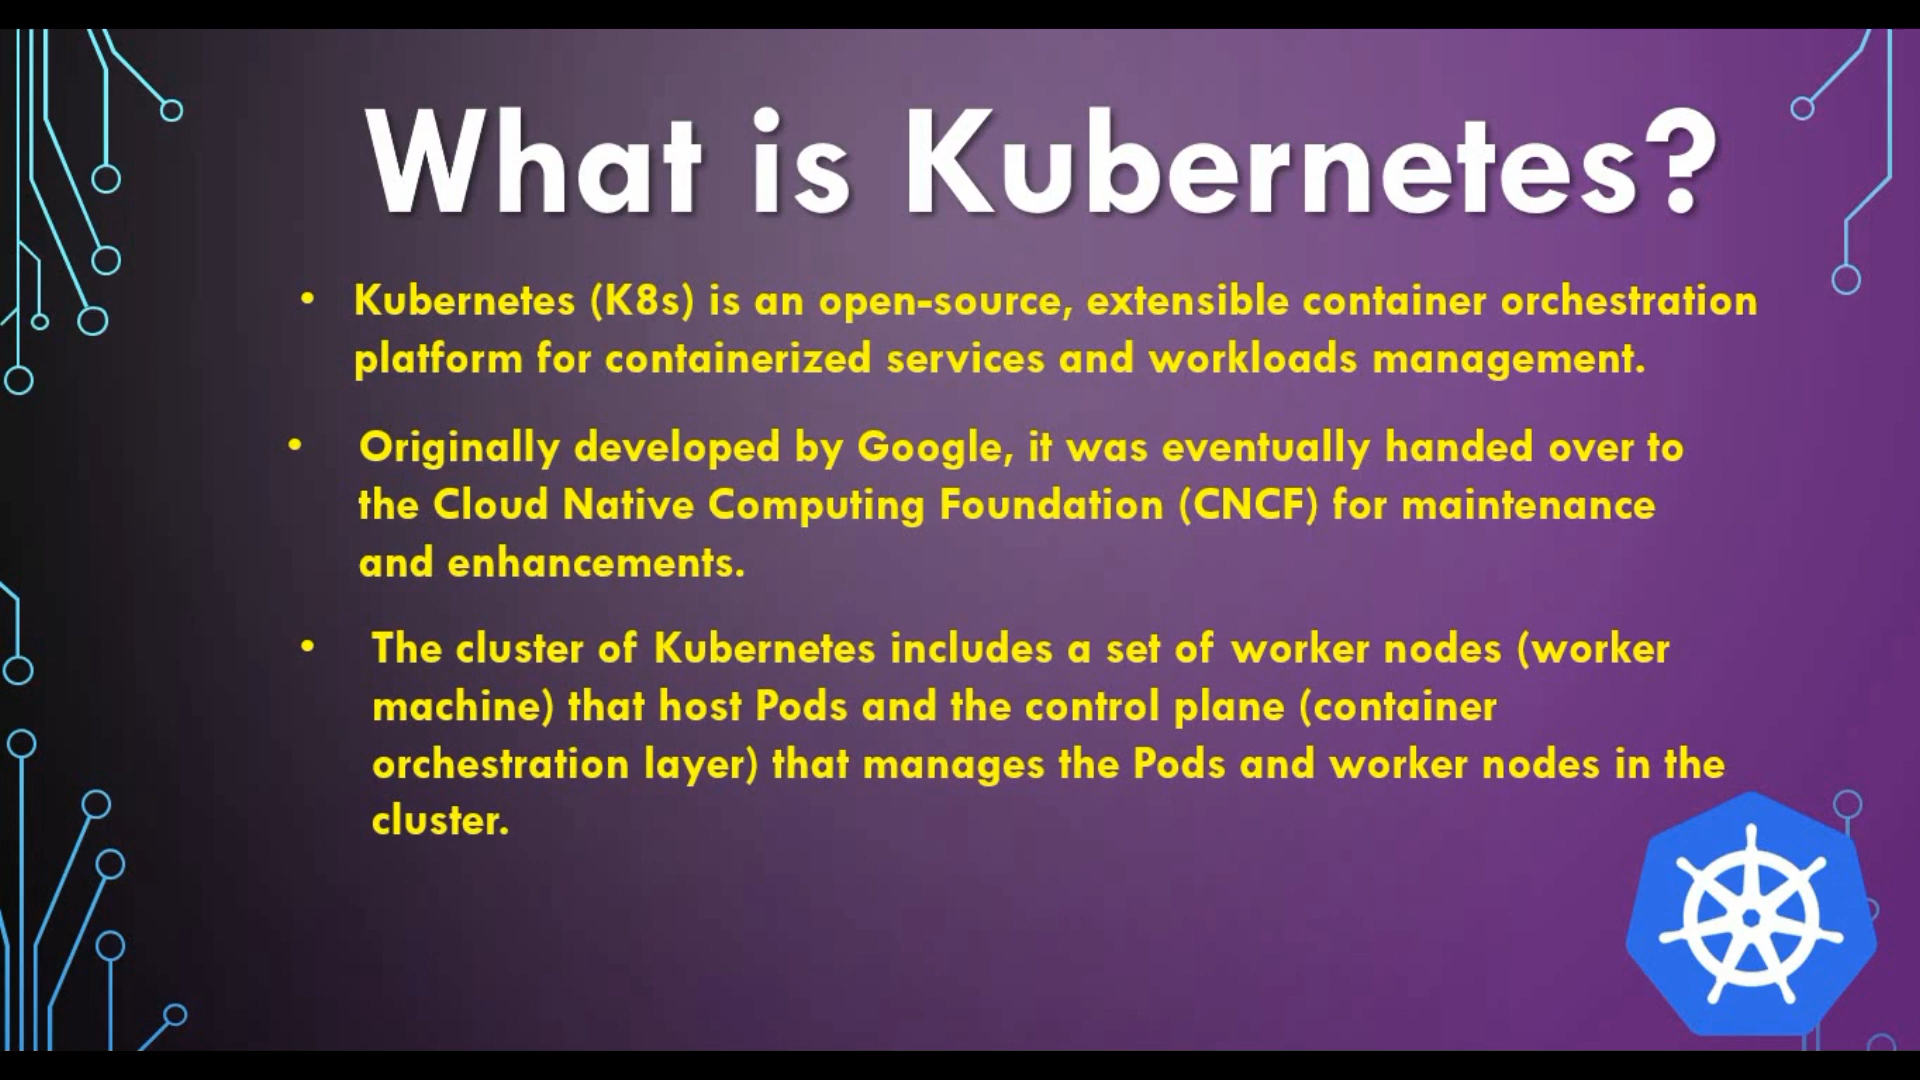 What is Kubernetes?
• Kubernetes (K8s) is an open-source, extensible container orchestration
platform for containerized services and workloads management.
• Originally developed by Google, it was eventually handed over to
the Cloud Native Computing Foundation (CNCF) for maintenance
and enhancements.
• The cluster of Kubernetes includes a set of worker nodes (worker
machine) that host Pods and the control plane (container
orchestration layer) that manages the Pods and worker nodes in the
cluster.